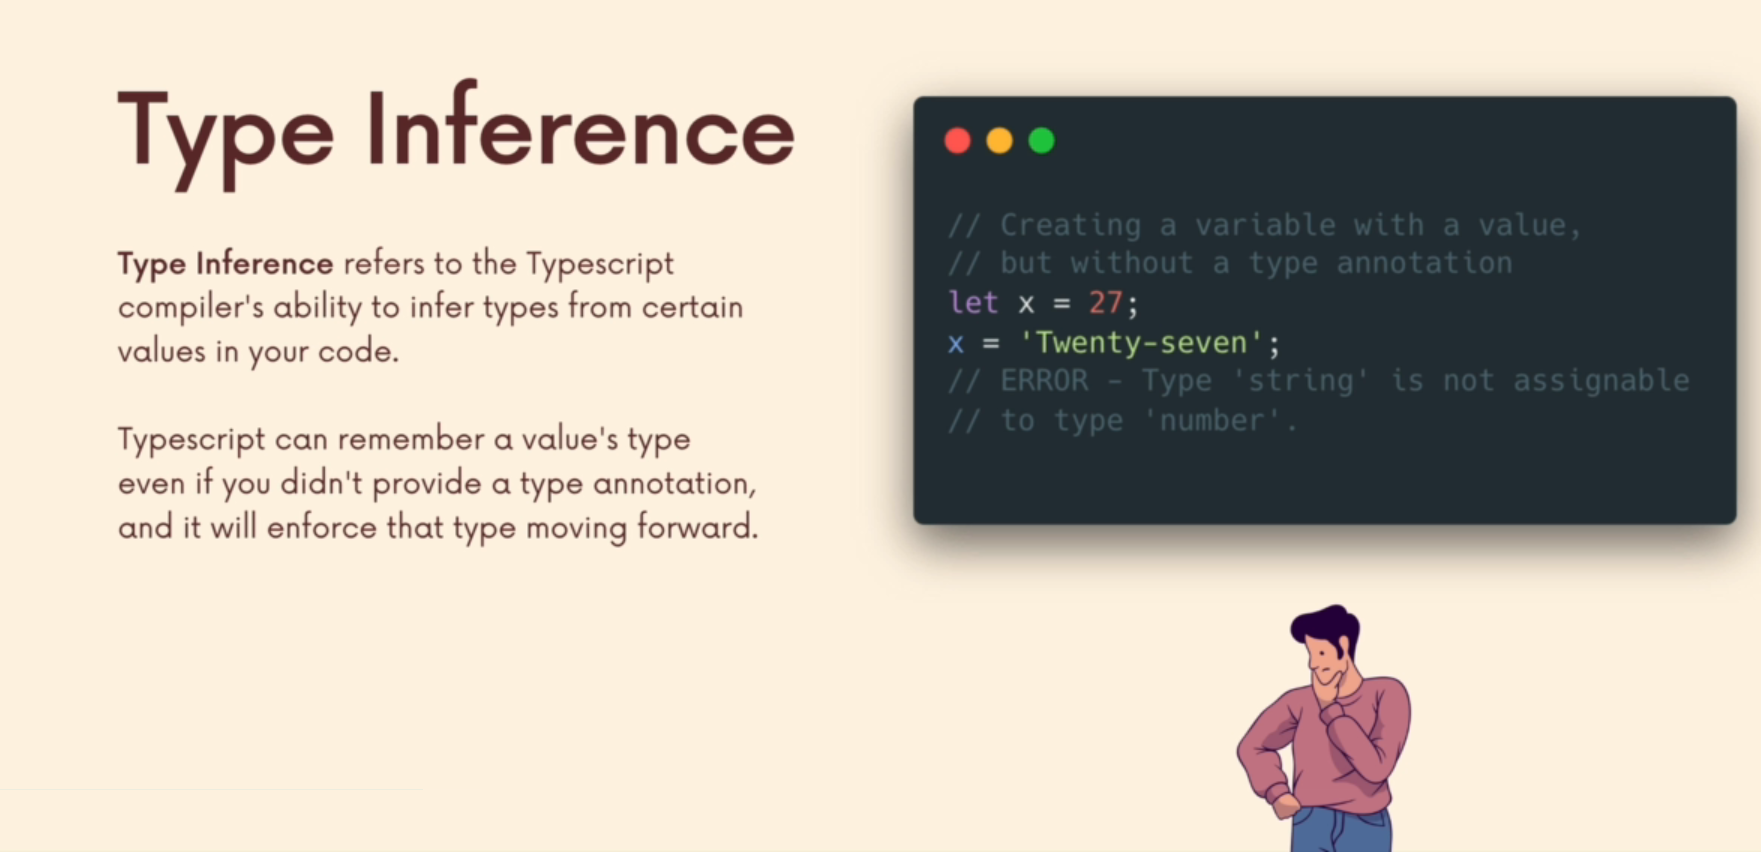 Type Inference
Type Inference refers to the Typescript
compiler's ability to infer types from certain
values in your code.
Typescript can remember a value's type
even if you didn't provide a type annotation,
and it will enforce that type moving forward.
// Creating a variable with a value,
// but without a type annotation
let x = 27;
x = 'Twenty-seven';
// ERROR - Type 'string' is not assignable
// to type 'number'.